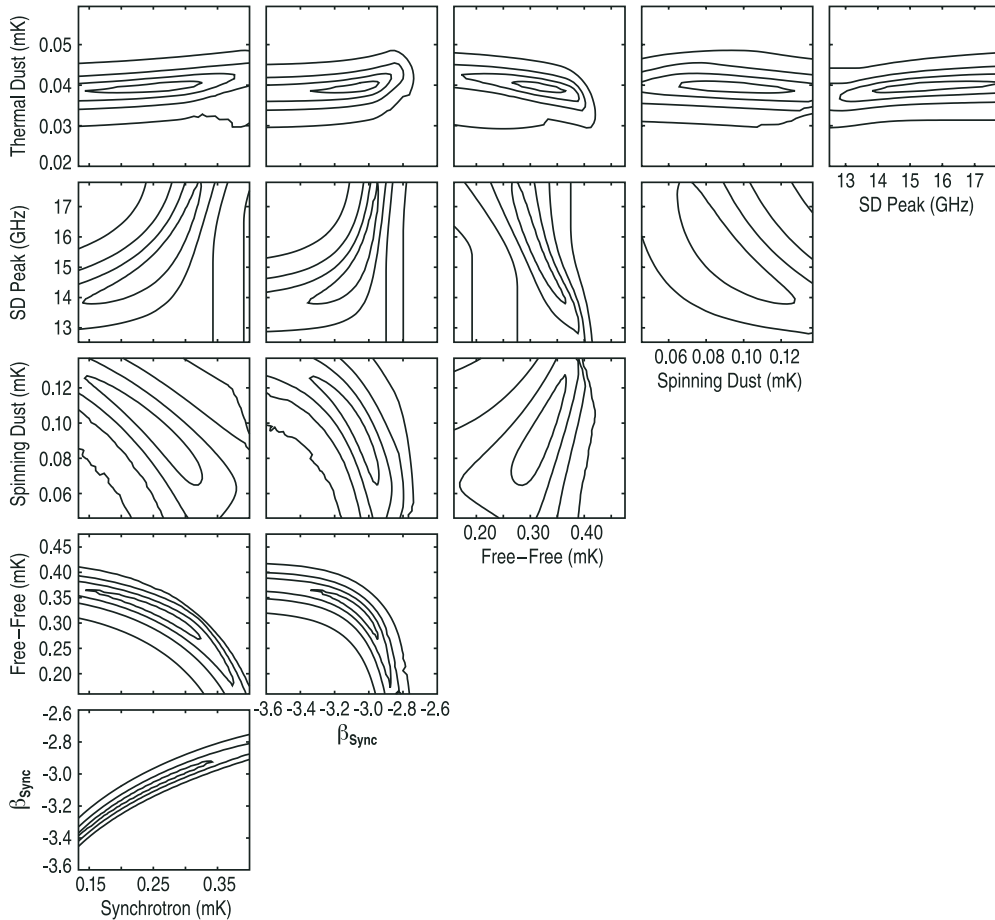 Thermal Dust (mK)
0.05
0.04
0.03
0.02
13 14 15 16 17
SD Peak (GHz)
SD Peak (GHz)
17
16
15
14
13
0.06 0.08 0.10 0.12
Spinning Dust (mK)
Spinning Dust (mK)
0.12
0.10
0.08
0.06
0.20 0.30 0.40
Free−Free (mK)
Free−Free (mK)
0.45
0.40
0.35
0.30
0.25
0.20
-3.6 -3.4 -3.2 -3.0 -2.8 -2.6
βSync
βSync
-2.6
-2.8
-3.0
-3.2
-3.4
-3.6
0.15 0.25 0.35
Synchrotron (mK)